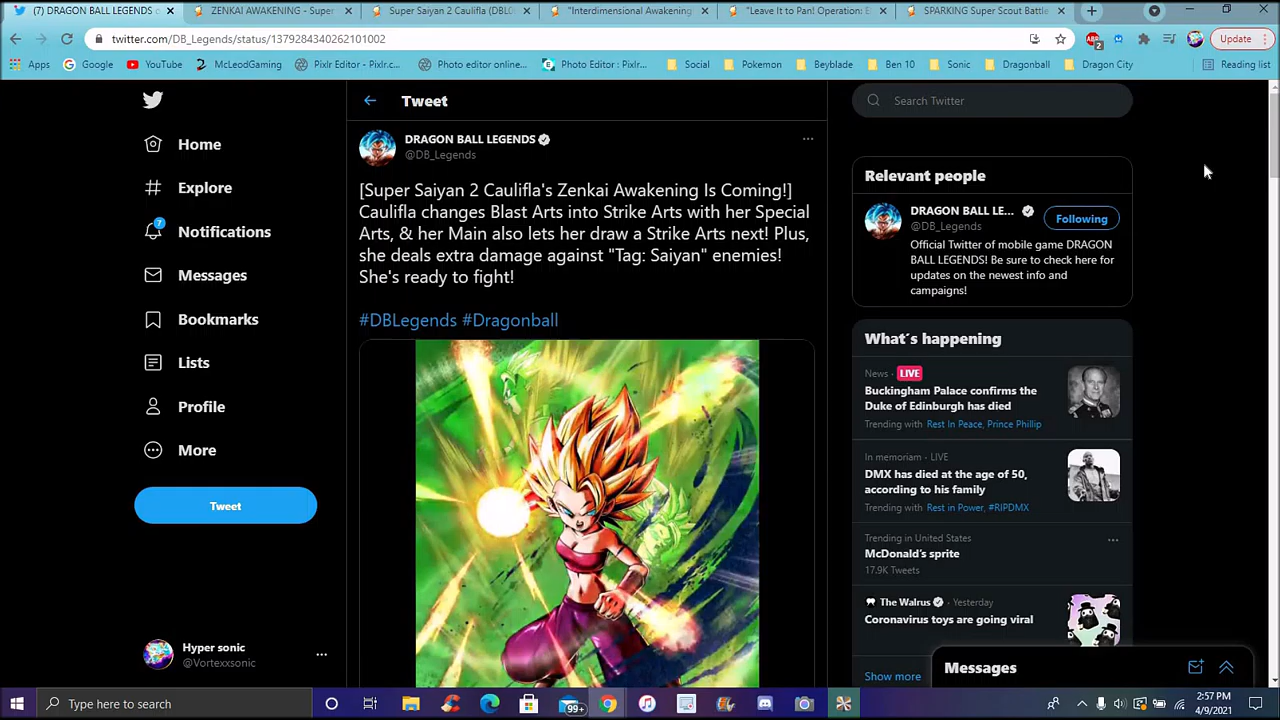 (7) DRAGON BALL LEGENDS o
ZENKAI AWAKENING - Super
Super Saiyan 2 Caulifla (DBL0
"Interdimensional Awakening
"Leave It to Pan! Operation: E
SPARKING Super Scout Battle
twitter.com/DB_Legends/status/1379284340262101002
Update
Apps
Google
YouTube
McLeodGaming
Pixlr Editor - Pixlr.c...
Photo editor online...
Photo Editor : Pixlr...
Social
Pokemon
Beyblade
Ben 10
Sonic
Dragonball
Dragon City
Reading list
Home
Explore
7
Notifications
Messages
Bookmarks
Lists
Profile
More
Tweet
Hyper sonic
@Vortexxsonic
Tweet
DRAGON BALL LEGENDS
@DB_Legends
[Super Saiyan 2 Caulifla's Zenkai Awakening Is Coming!]
Caulifla changes Blast Arts into Strike Arts with her Special
Arts, & her Main also lets her draw a Strike Arts next! Plus,
she deals extra damage against "Tag: Saiyan" enemies!
She's ready to fight!
#DBLegends #Dragonball
Search Twitter
Relevant people
DRAGON BALL LE...
@DB_Legends
Following
Official Twitter of mobile game DRAGON
BALL LEGENDS! Be sure to check here for
updates on the newest info and
campaigns!
What's happening
News · LIVE
Buckingham Palace confirms the
Duke of Edinburgh has died
Trending with Rest In Peace, Prince Phillip
In memoriam · LIVE
DMX has died at the age of 50,
according to his family
Trending with Rest in Power, #RIPDMX
Trending in United States
McDonald's sprite
17.9K Tweets
The Walrus · Yesterday
Coronavirus toys are going viral
Show more
Messages
Type here to search
99+
2:57 PM
4/9/2021